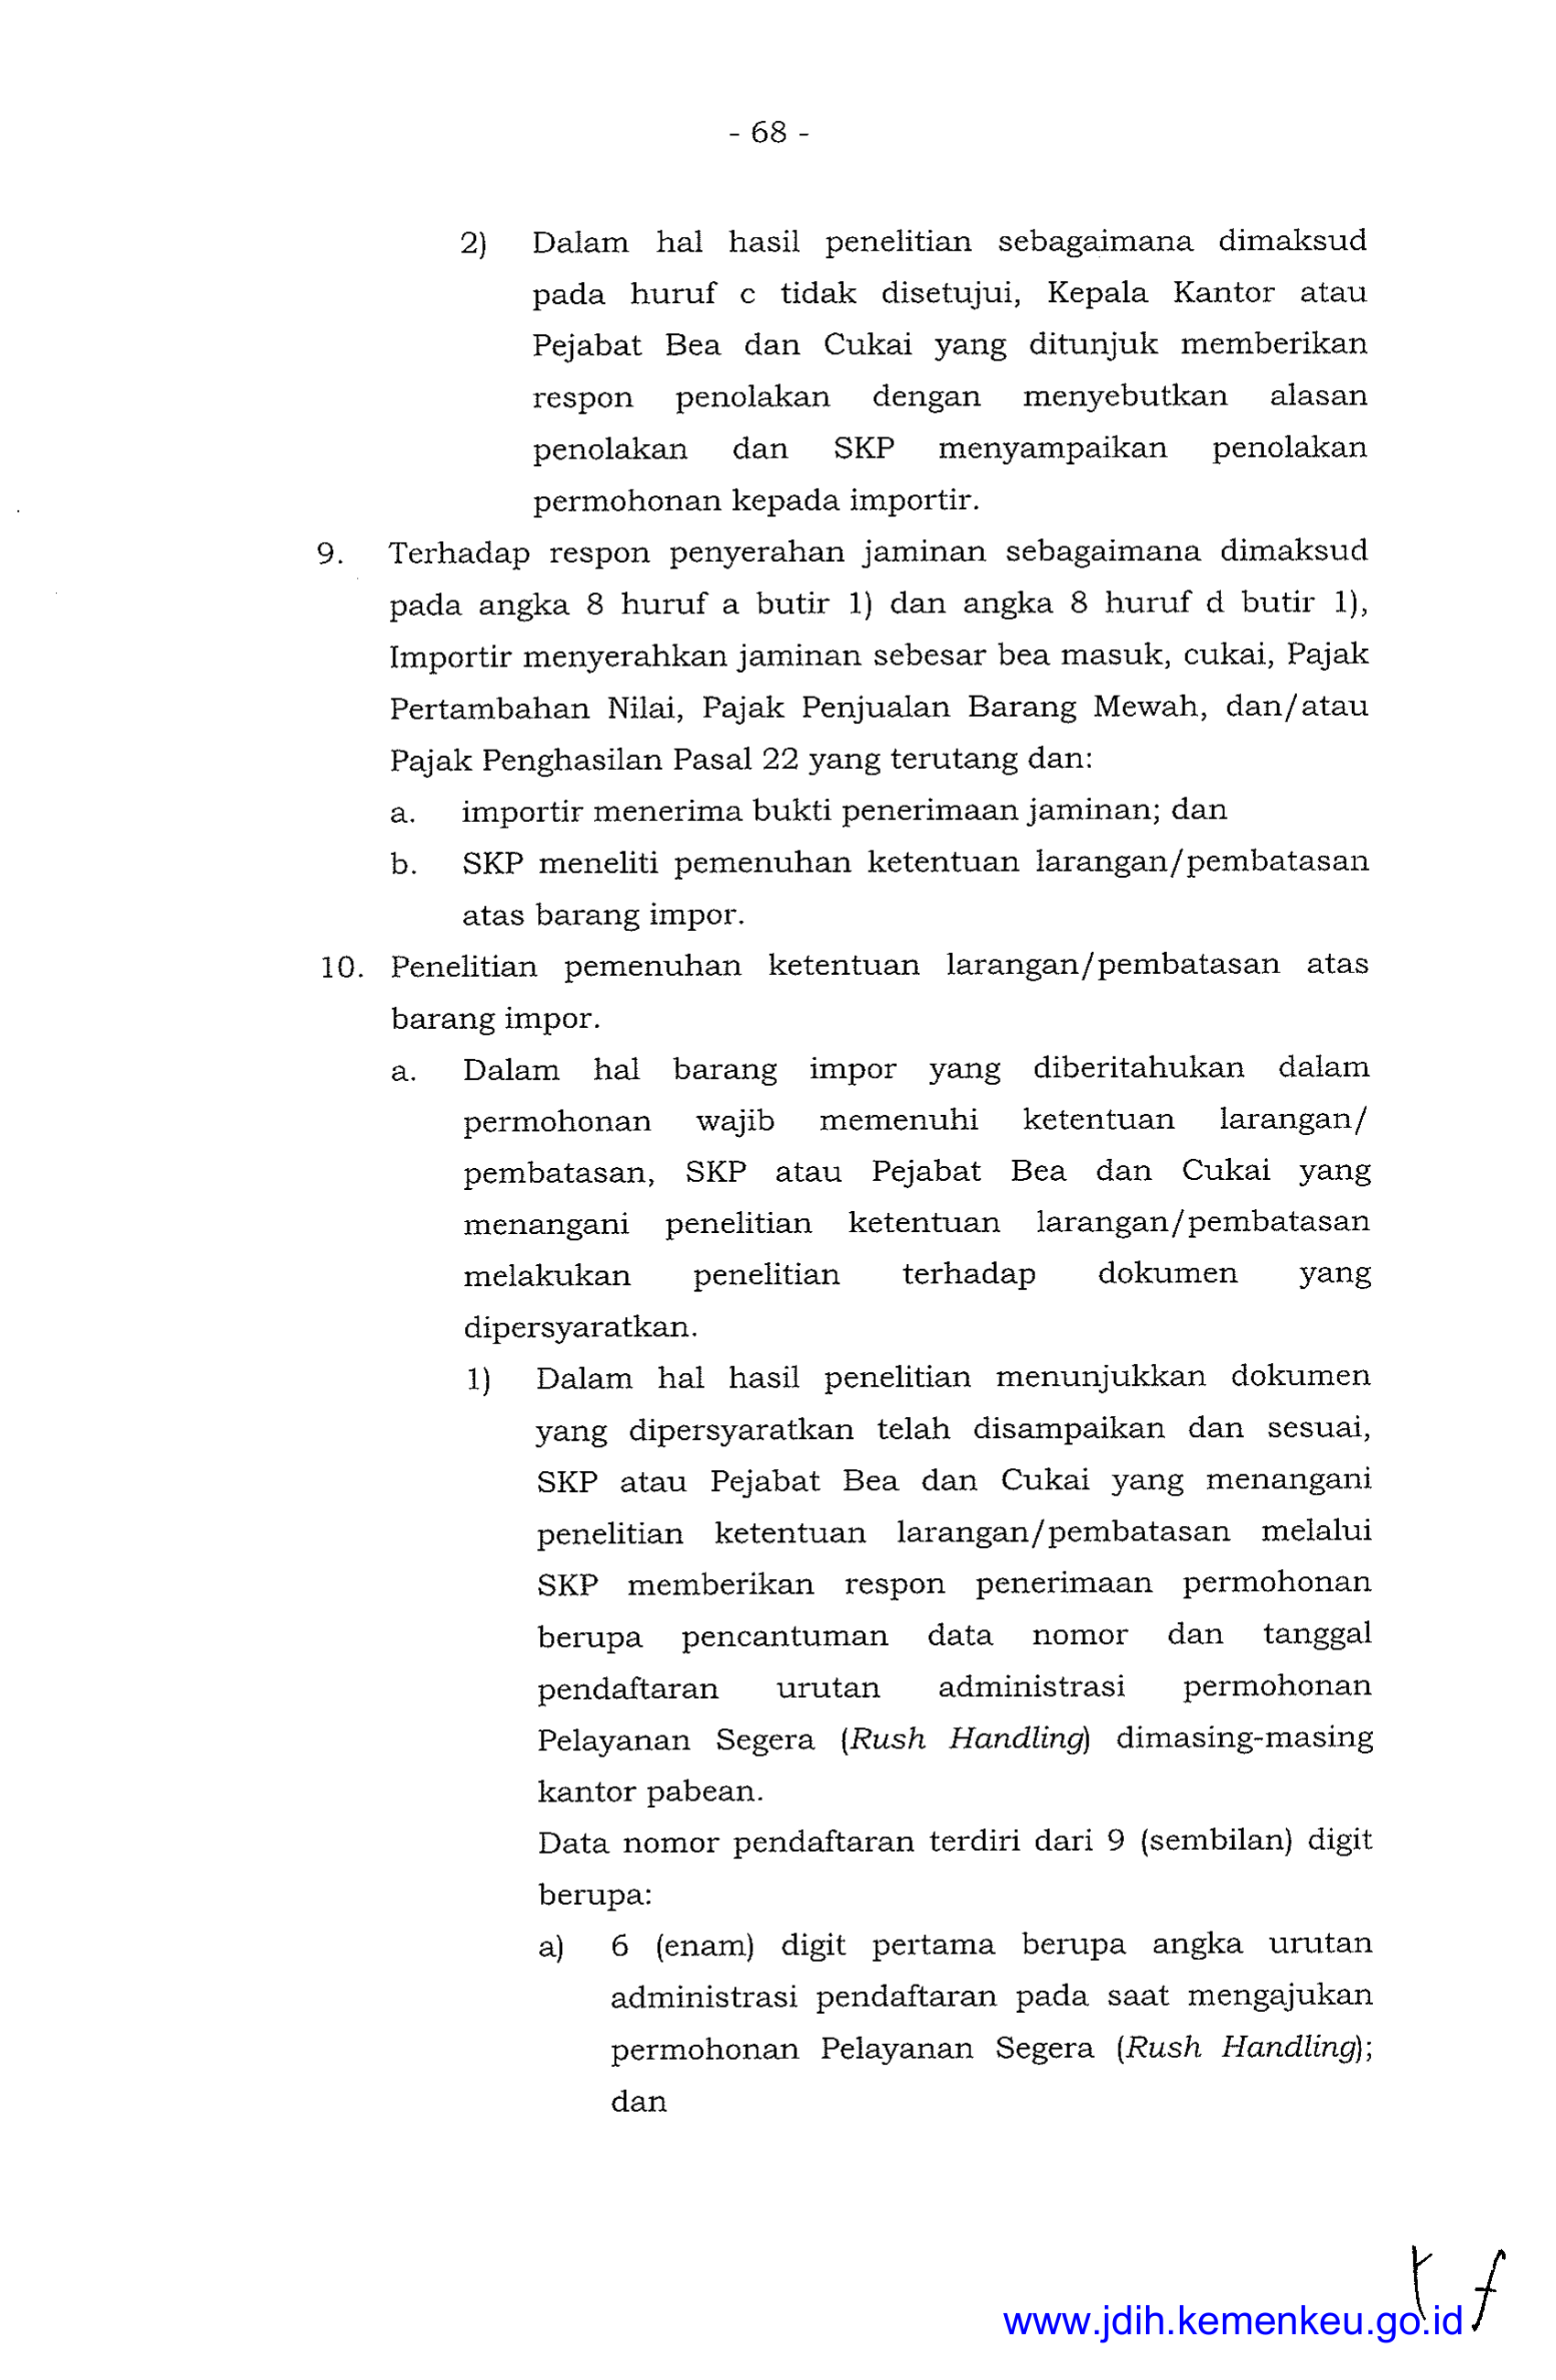 - 68 -
2) Dalam hal hasil penelitian sebagaimana dimaksud
pada huruf c tidak disetujui, Kepala Kantor atau
Pejabat Bea dan Cukai yang ditunjuk memberikan
respon penolakan dengan menyebutkan alasan
penolakan dan SKP menyampaikan penolakan
permohonan kepada importir.
9. Terhadap respon penyerahan jaminan sebagaimana dimaksud
pada angka 8 huruf a butir 1) dan angka 8 huruf d butir 1),
Importir menyerahkan jaminan sebesar bea masuk, cukai, Pajak
Pertambahan Nilai, Pajak Penjualan Barang Mewah, dan/atau
Pajak Penghasilan Pasal 22 yang terutang dan:
a. importir menerima bukti penerimaan jaminan; dan
b. SKP meneliti pemenuhan ketentuan larangan/pembatasan
atas barang impor.
10. Penelitian pemenuhan ketentuan larangan/pembatasan atas
barang impor.
a. Dalam hal barang impor yang diberitahukan dalam
permohonan wajib memenuhi ketentuan larangan/
pembatasan, SKP atau Pejabat Bea dan Cukai yang
menangani penelitian ketentuan larangan/pembatasan
melakukan penelitian terhadap dokumen yang
dipersyaratkan.
1) Dalam hal hasil penelitian menunjukkan dokumen
yang dipersyaratkan telah disampaikan dan sesuai,
SKP atau Pejabat Bea dan Cukai yang menangani
penelitian ketentuan larangan/pembatasan melalui
SKP memberikan respon penerimaan permohonan
berupa pencantuman data nomor dan tanggal
pendaftaran urutan administrasi permohonan
Pelayanan Segera (Rush Handling) dimasing-masing
kantor pabean.
Data nomor pendaftaran terdiri dari 9 (sembilan) digit
berupa:
a) 6 (enam) digit pertama berupa angka urutan
administrasi pendaftaran pada saat mengajukan
permohonan Pelayanan Segera (Rush Handling);
dan
www.jdih.kemenkeu.go.id